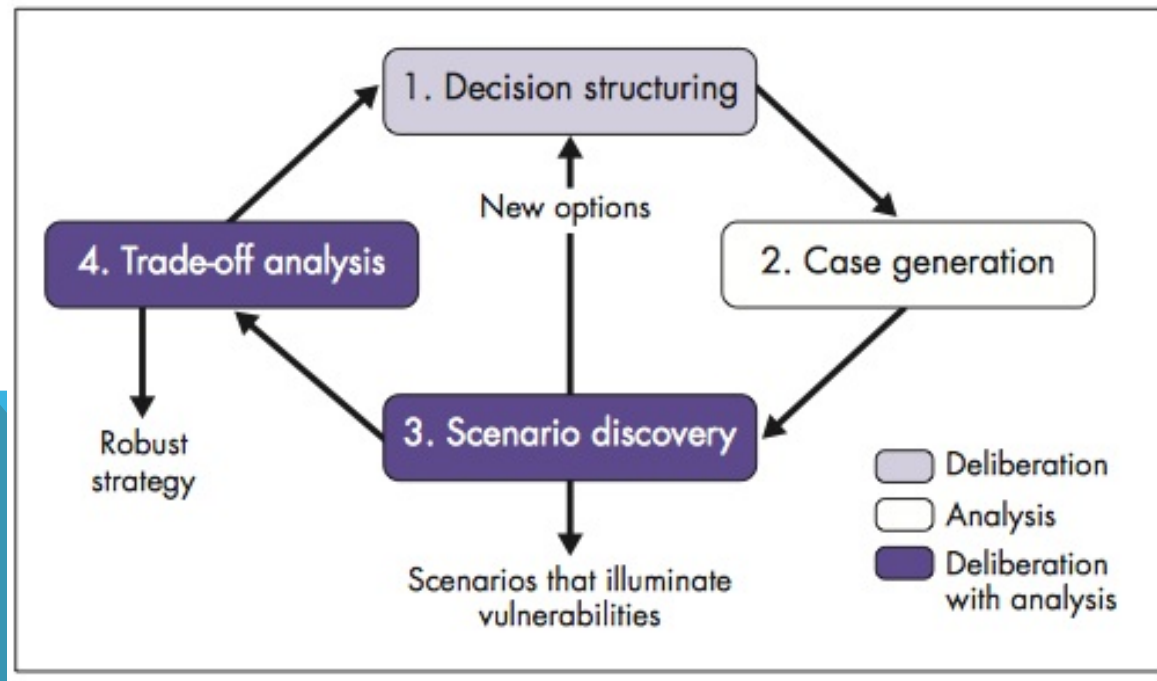 1. Decision structuring
New options
4. Trade-off analysis
2. Case generation
3. Scenario discovery
Robust
strategy
Scenarios that illuminate
vulnerabilities
Deliberation
Analysis
Deliberation
with analysis